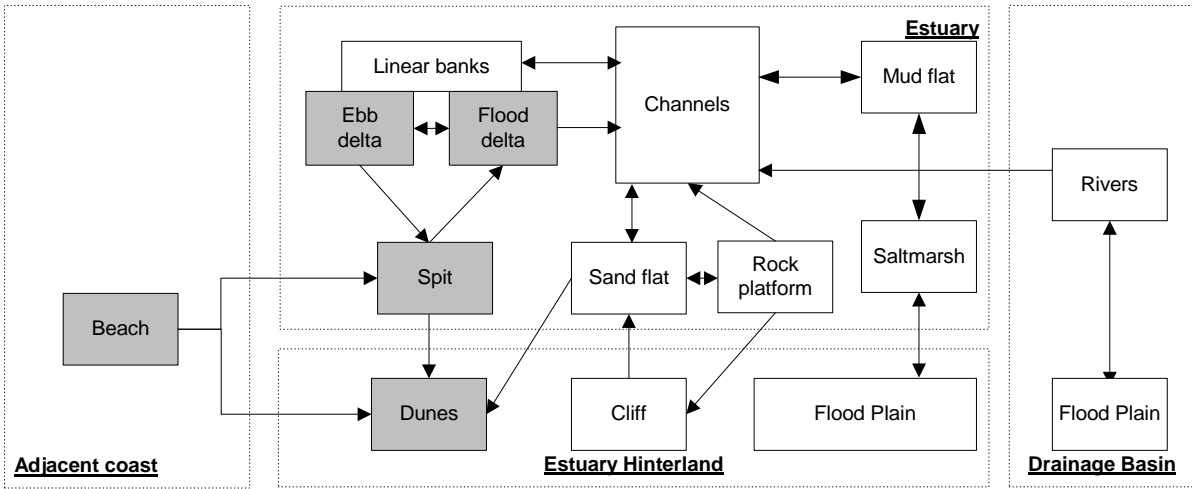 Estuary
Linear banks
Ebb
delta
Flood
delta
Channels
Mud flat
Rivers
Spit
Sand flat
Rock
platform
Saltmarsh
Beach
Dunes
Cliff
Flood Plain
Flood Plain
Adjacent coast
Estuary Hinterland
Drainage Basin